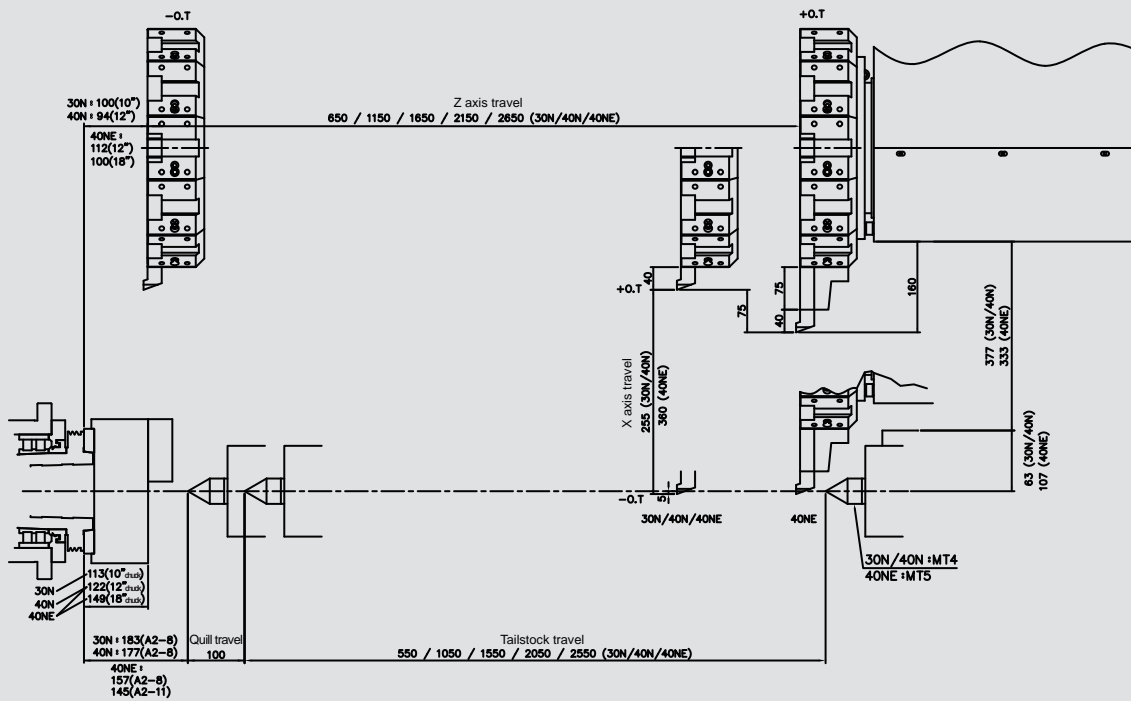 -O.T
+O.T
30N : 100(10")
40N : 94(12")
40NE :
112(12")
100(18")
Z axis travel
650 / 1150 / 1650 / 2150 / 2650 (30N/40N/40NE)
40
+O.T
75
75
40
160
377 (30N/40N)
333 (40NE)
X axis travel
255 (30N/40N)
360 (40NE)
63 (30N/40N)
107 (40NE)
-O.T
5
30N/40N/40NE
40NE
30N/40N :MT4
40NE :MT5
30N
40N
40NE
113(10" chuck)
122(12" chuck)
149(18" chuck)
30N : 183(A2-8)
40N : 177(A2-8)
40NE :
157(A2-8)
145(A2-11)
Quill travel
100
Tailstock travel
550 / 1050 / 1550 / 2050 / 2550 (30N/40N/40NE)